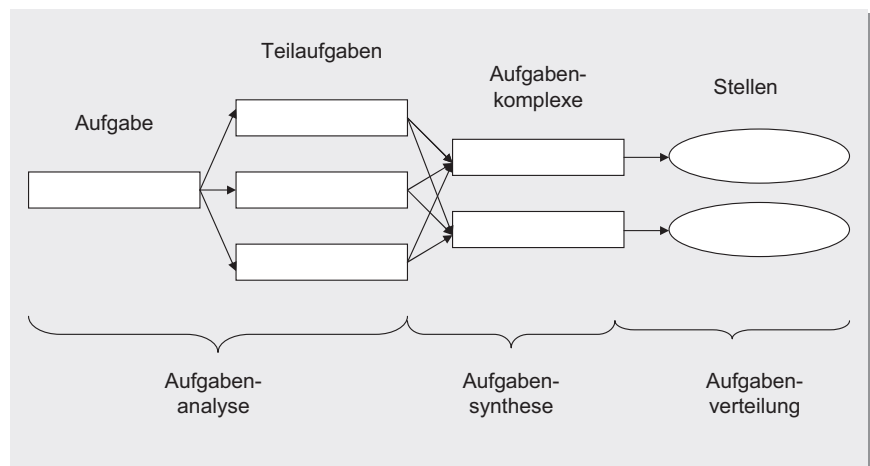 Teilaufgaben
Aufgaben-
komplexe
Stellen
Aufgabe
Aufgaben-
analyse
Aufgaben-
synthese
Aufgaben-
verteilung